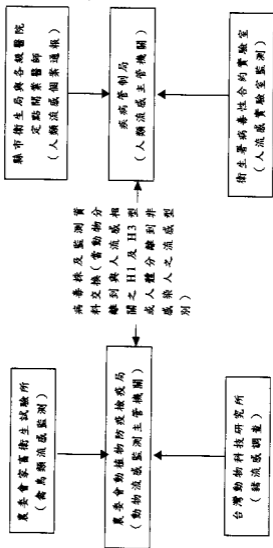 農委會家畜衛生試驗所
(禽鳥類流感監測)
縣市衛生局與各級醫院
定點開業醫師
(人類流感個案通報)
農委會動植物防疫檢疫局
(動物流感監測主管機關)
病毒株及監測資
料交換(當動物分
離到與人流感相
關之H1及H3型
或人體分離到非
感染人之流感型
別)
疾病管制局
(人類流感主管機關)
台灣動物科技研究所
(豬流感調查)
衛生署病毒性合約實驗室
(人流感實驗室監測)